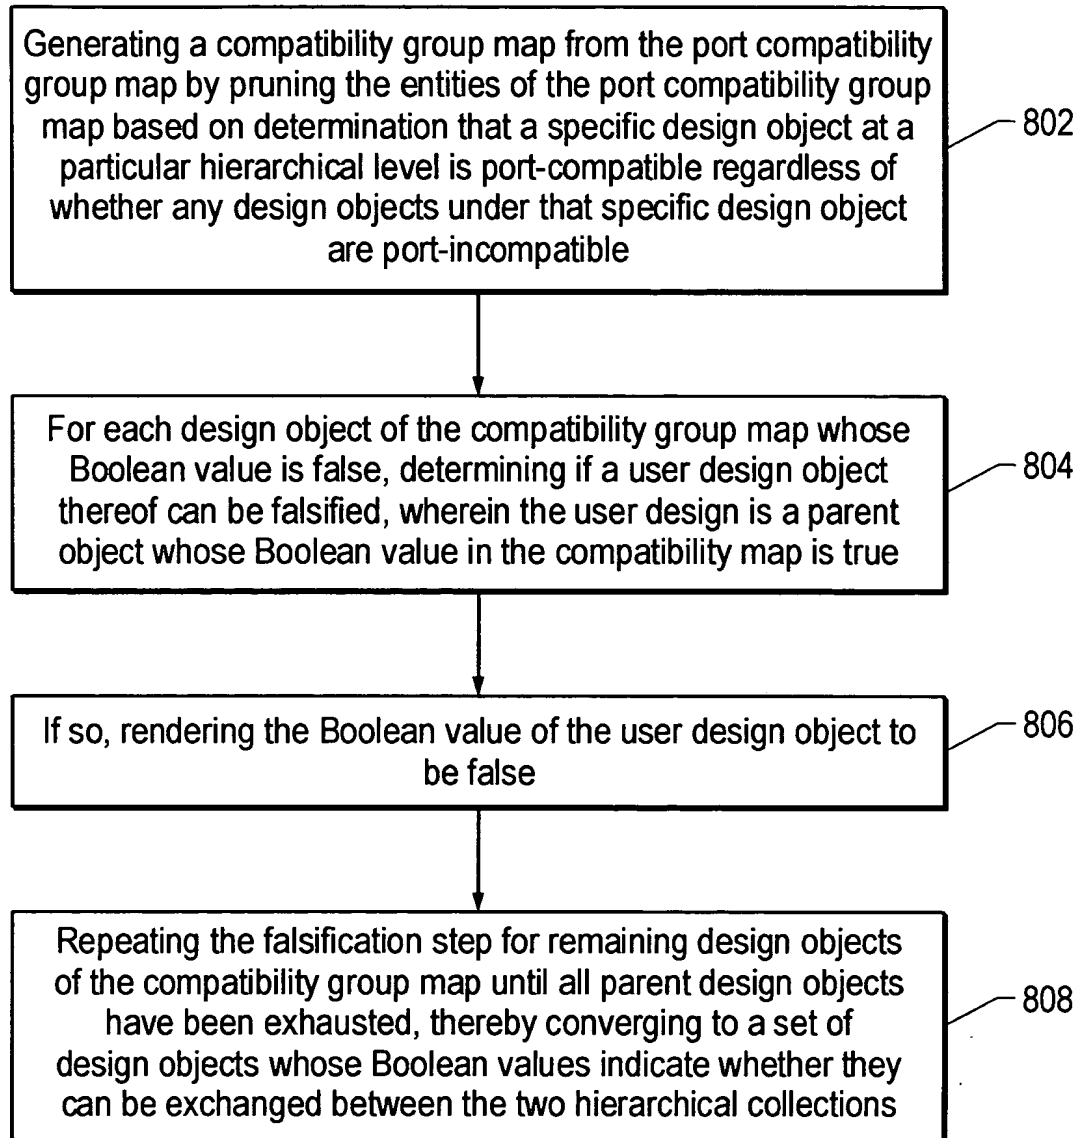 Generating a compatibility group map from the port compatibility
group map by pruning the entities of the port compatibility group
map based on determination that a specific design object at a
particular hierarchical level is port-compatible regardless of
whether any design objects under that specific design object
are port-incompatible
802
For each design object of the compatibility group map whose
Boolean value is false, determining if a user design object
thereof can be falsified, wherein the user design is a parent
object whose Boolean value in the compatibility map is true
804
If so, rendering the Boolean value of the user design object to
be false
806
Repeating the falsification step for remaining design objects
of the compatibility group map until all parent design objects
have been exhausted, thereby converging to a set of
design objects whose Boolean values indicate whether they
can be exchanged between the two hierarchical collections
808